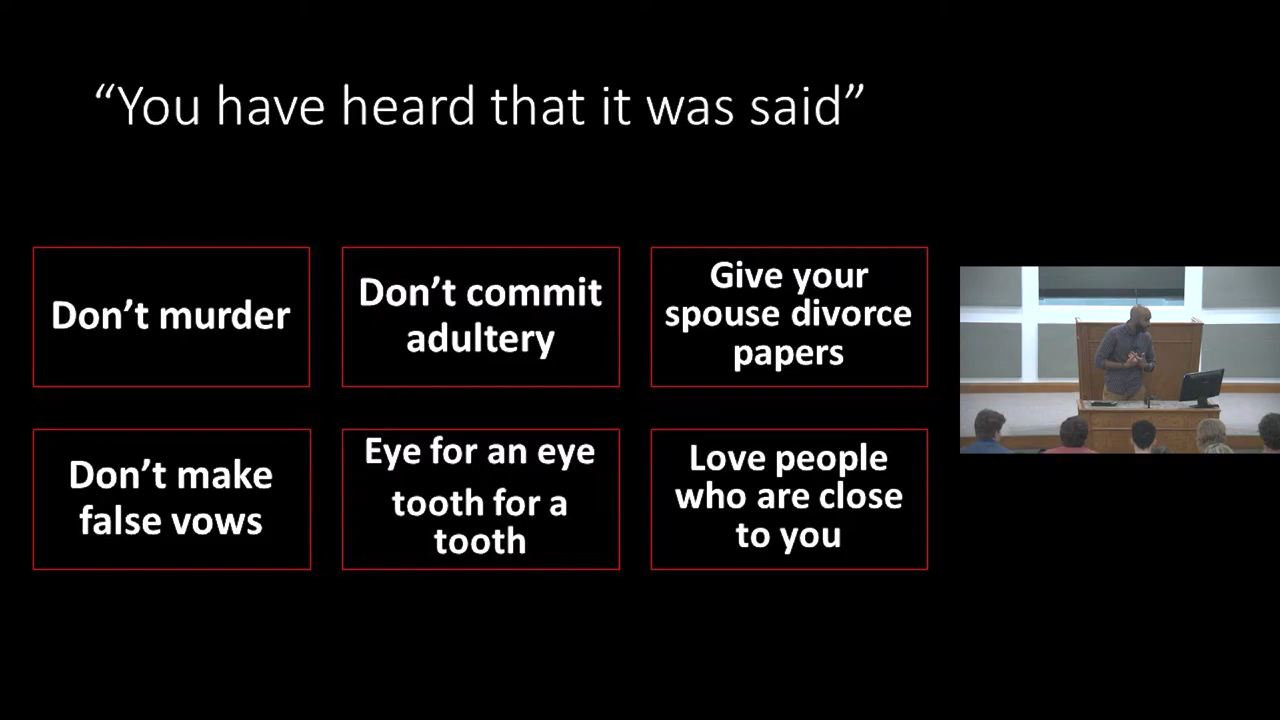 “You have heard that it was said”
Don’t murder
Don’t commit
adultery
Give your
spouse divorce
papers
Don’t make
false vows
Eye for an eye
tooth for a
tooth
Love people
who are close
to you